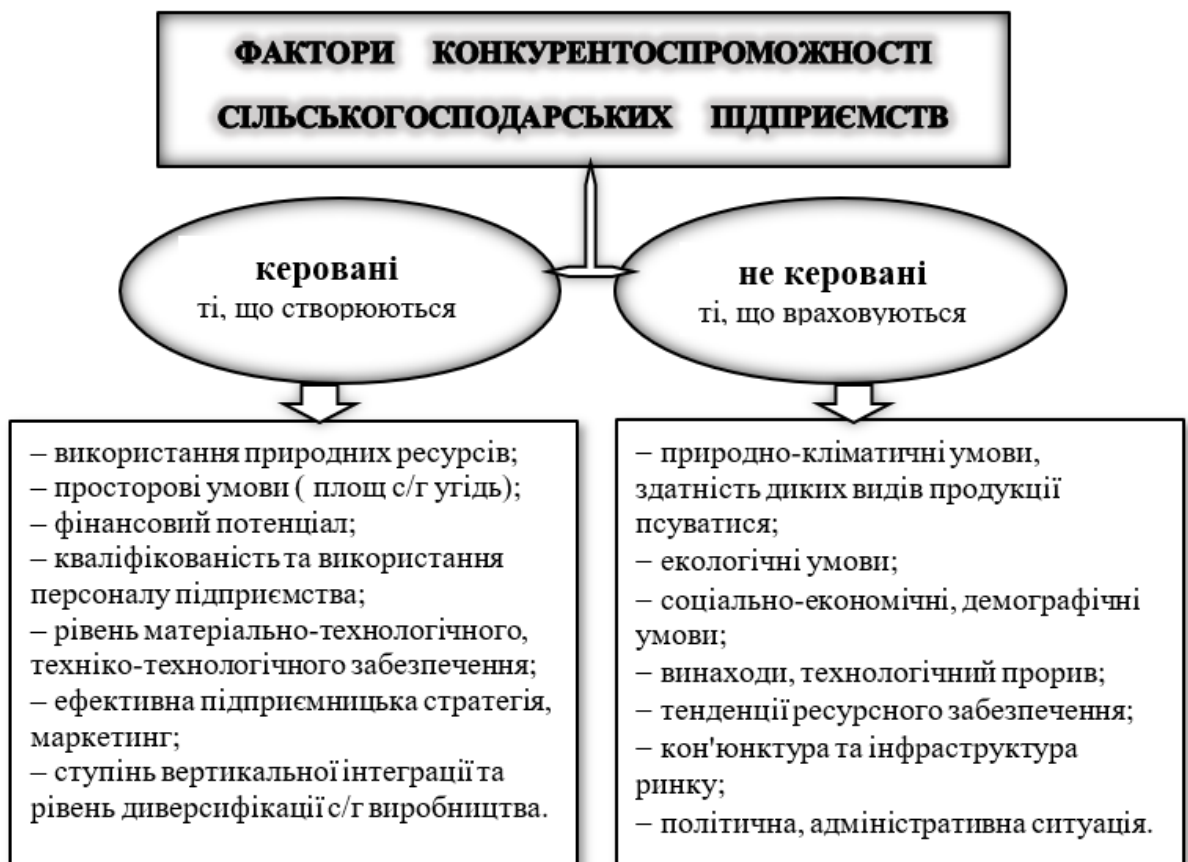 ФАКТОРИ КОНКУРЕНТОСПРОМОЖНОСТІ
СІЛЬСЬКОГОСПОДАРСЬКИХ ПІДПРИЄМСТВ
керовані
ті, що створюються
не керовані
ті, що враховуються
– використання природних ресурсів;
– просторові умови ( площ с/г угідь);
– фінансовий потенціал;
– кваліфікованість та використання
персоналу підприємства;
– рівень матеріально-технологічного,
техніко-технологічного забезпечення;
– ефективна підприємницька стратегія,
маркетинг;
– ступінь вертикальної інтеграції та
рівень диверсифікації с/г виробництва.
– природно-кліматичні умови,
здатність диких видів продукції
псуватися;
– екологічні умови;
– соціально-економічні, демографічні
умови;
– винаходи, технологічний прорив;
– тенденції ресурсного забезпечення;
– кон'юнктура та інфраструктура
ринку;
– політична, адміністративна ситуація.